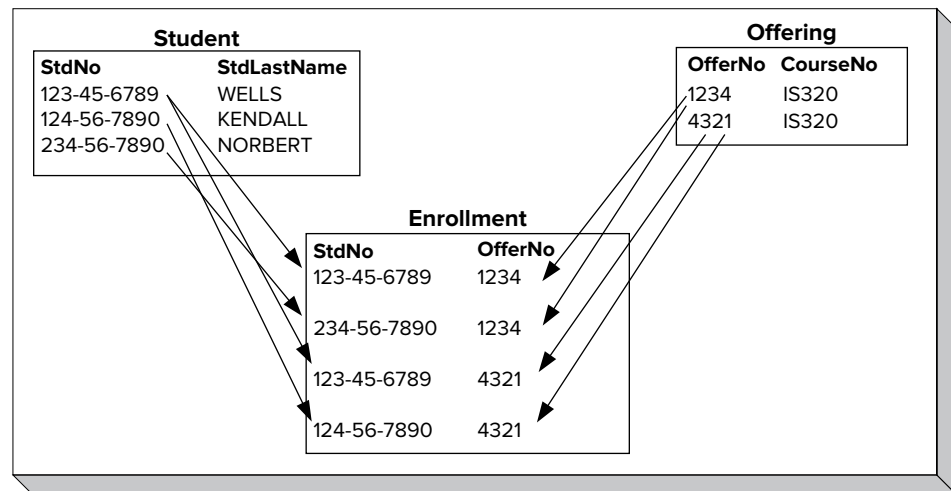 Student
StdNo StdLastName
123-45-6789 WELLS
124-56-7890 KENDALL
234-56-7890 NORBERT
Offering
OfferNo CourseNo
1234 IS320
4321 IS320
Enrollment
StdNo OfferNo
123-45-6789 1234
234-56-7890 1234
123-45-6789 4321
124-56-7890 4321